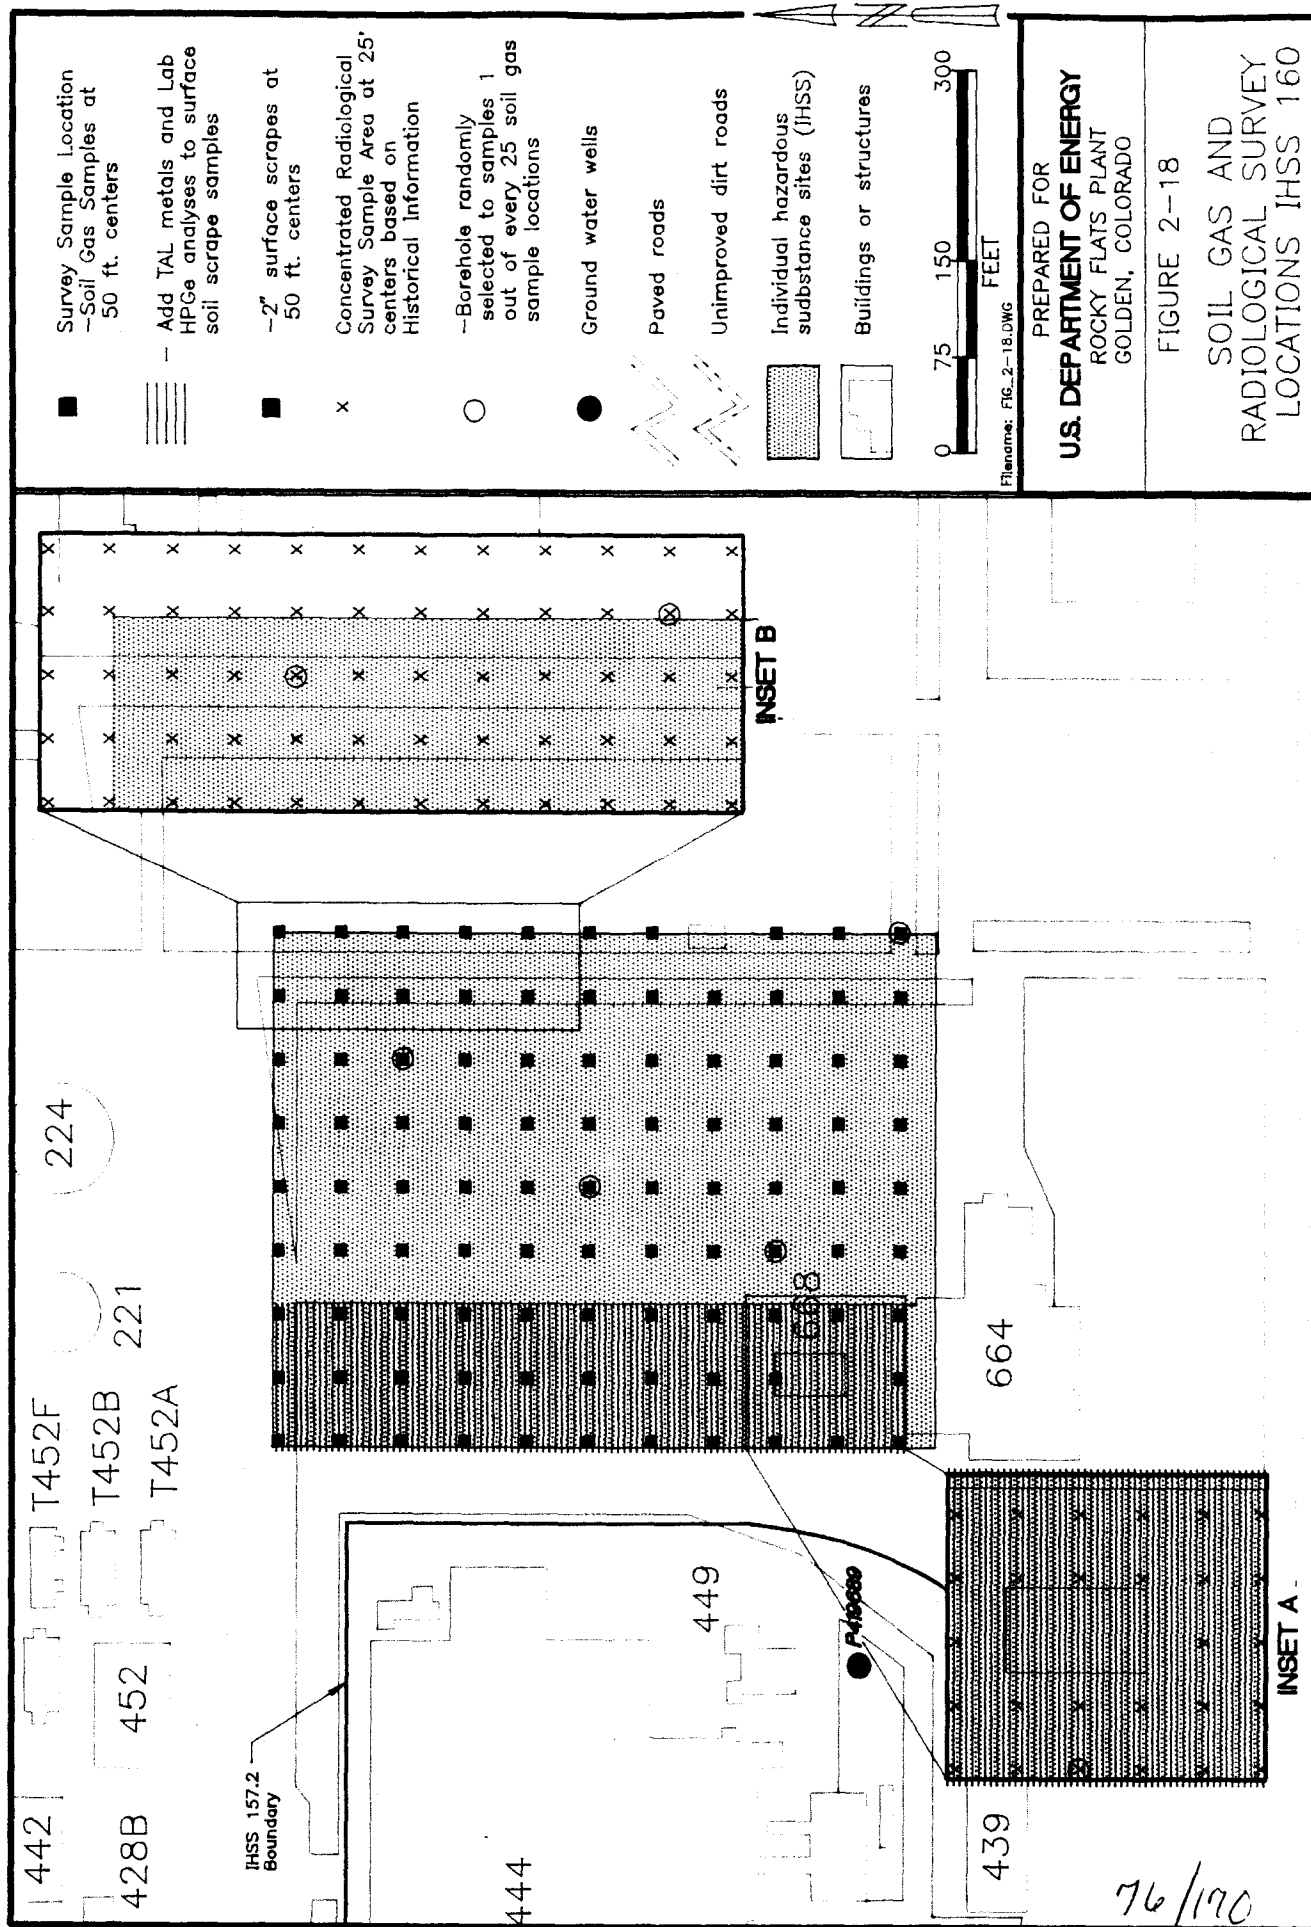 Survey Sample Location
-Soil Gas Samples at
50 ft. centers
- Add TAL metals and Lab
HPGe analyses to surface
soil scrape samples
-2" surface scrapes at
50 ft. centers
Concentrated Radiological
Survey Sample Area at 25'
centers based on
Historical Information
-Borehole randomly
selected to samples 1
out of every 25 soil gas
sample locations
Ground water wells
Paved roads
Unimproved dirt roads
Individual hazardous
sudbstance sites (IHSS)
Buildings or structures
0 75 150 300
FEET
Filename: FIG_2-18.DWG
PREPARED FOR
U.S. DEPARTMENT OF ENERGY
ROCKY FLATS PLANT
GOLDEN, COLORADO
FIGURE 2-18
SOIL GAS AND
RADIOLOGICAL SURVEY
LOCATIONS IHSS 160
INSET B
224
221
T452F
T452B
T452A
452
442
428B
IHSS 157.2
Boundary
444
449
P419689
668
664
439
INSET A
76/170